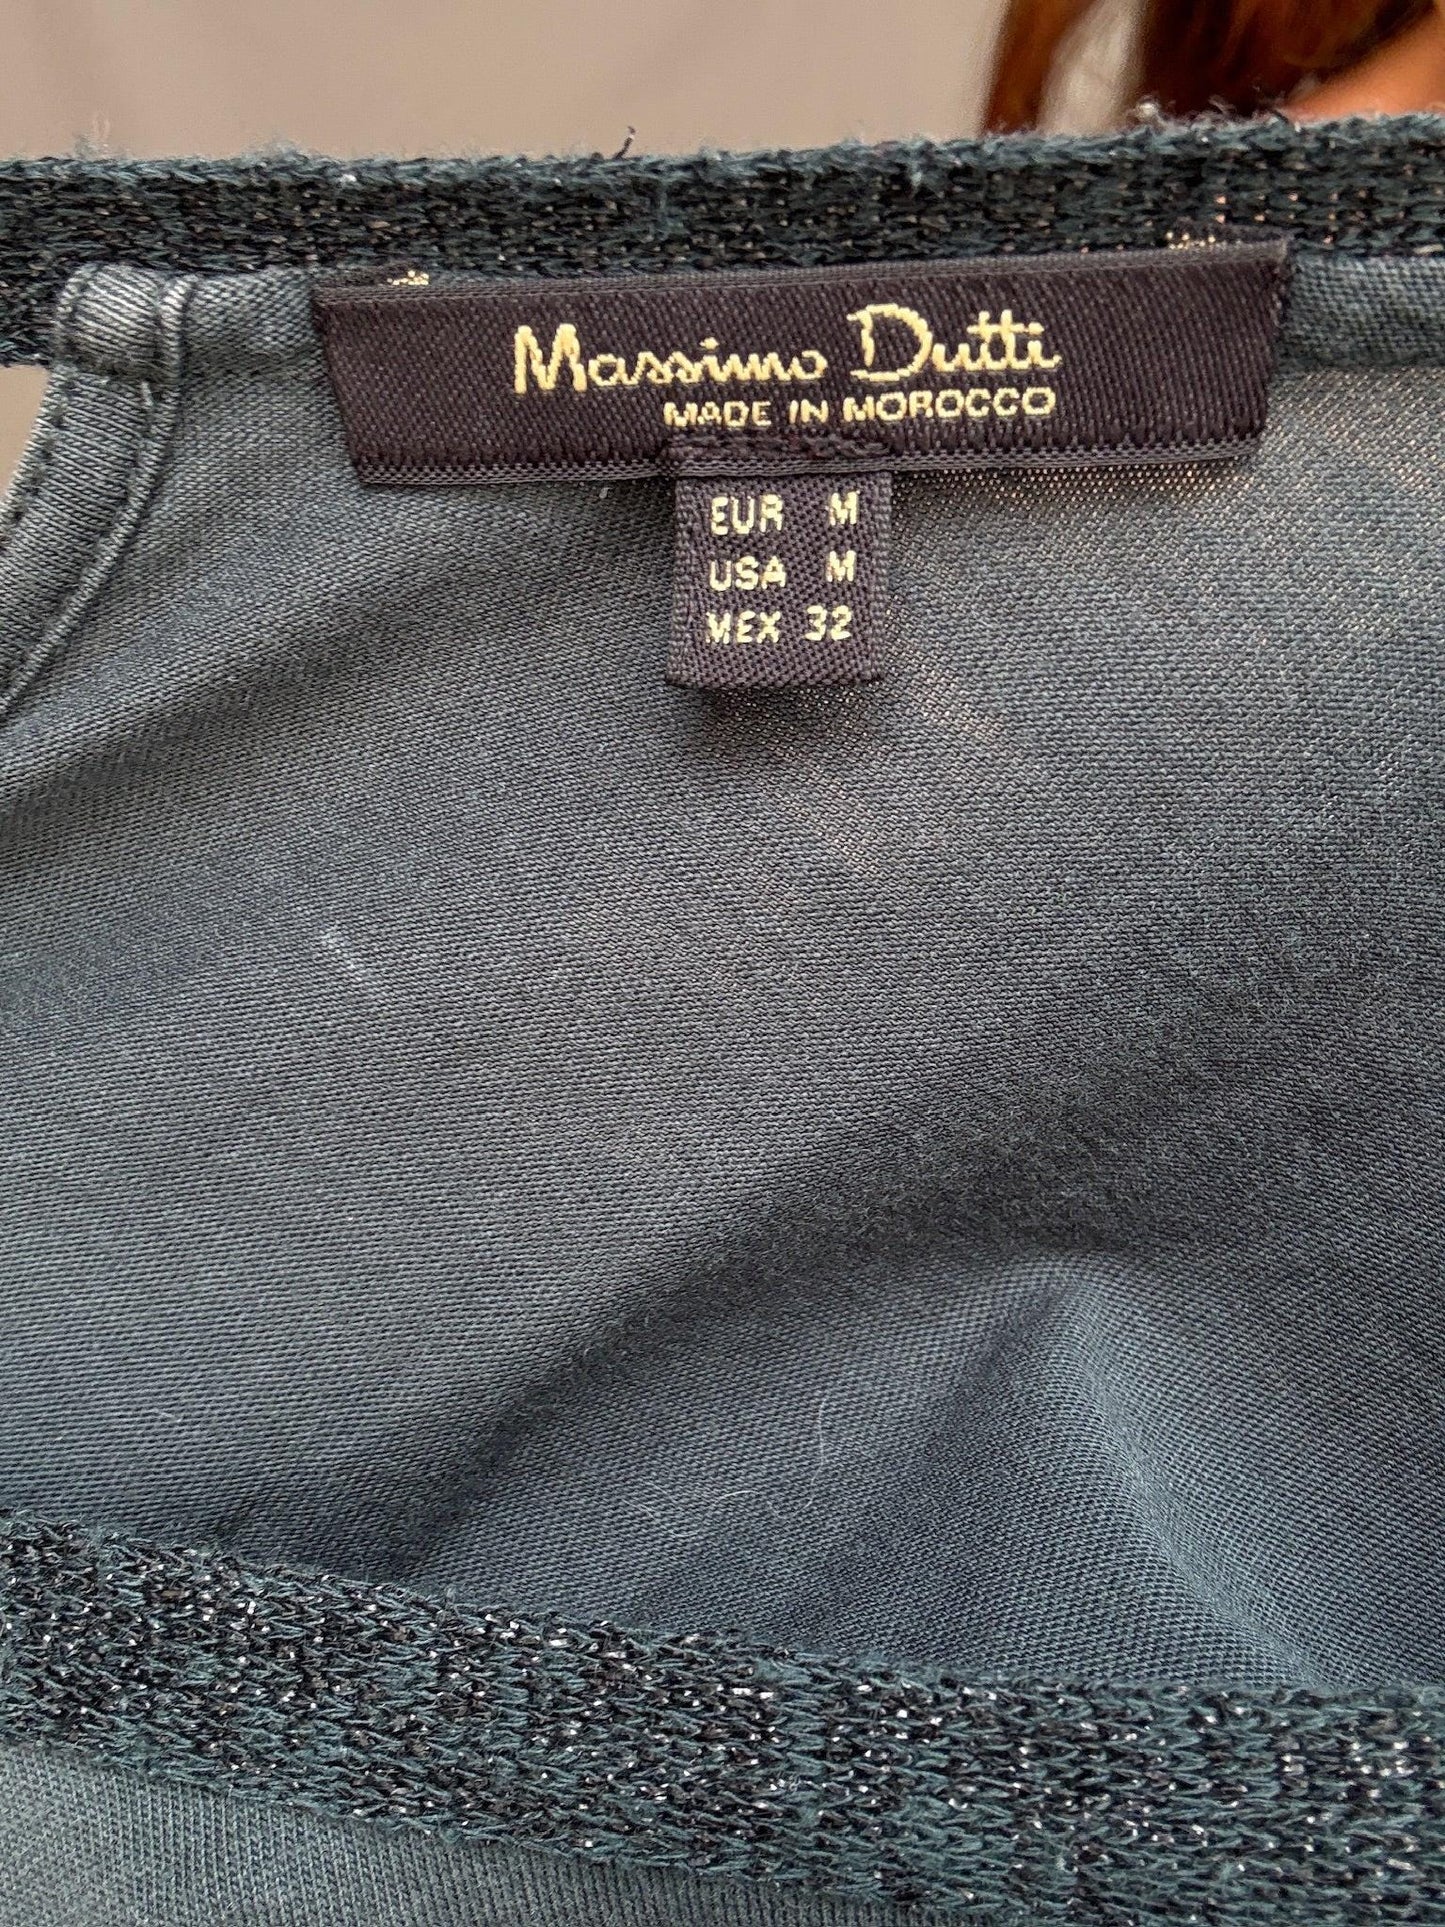 Massimo Dutti
MADE IN MOROCCO
EUR M
USA M
MEX 32